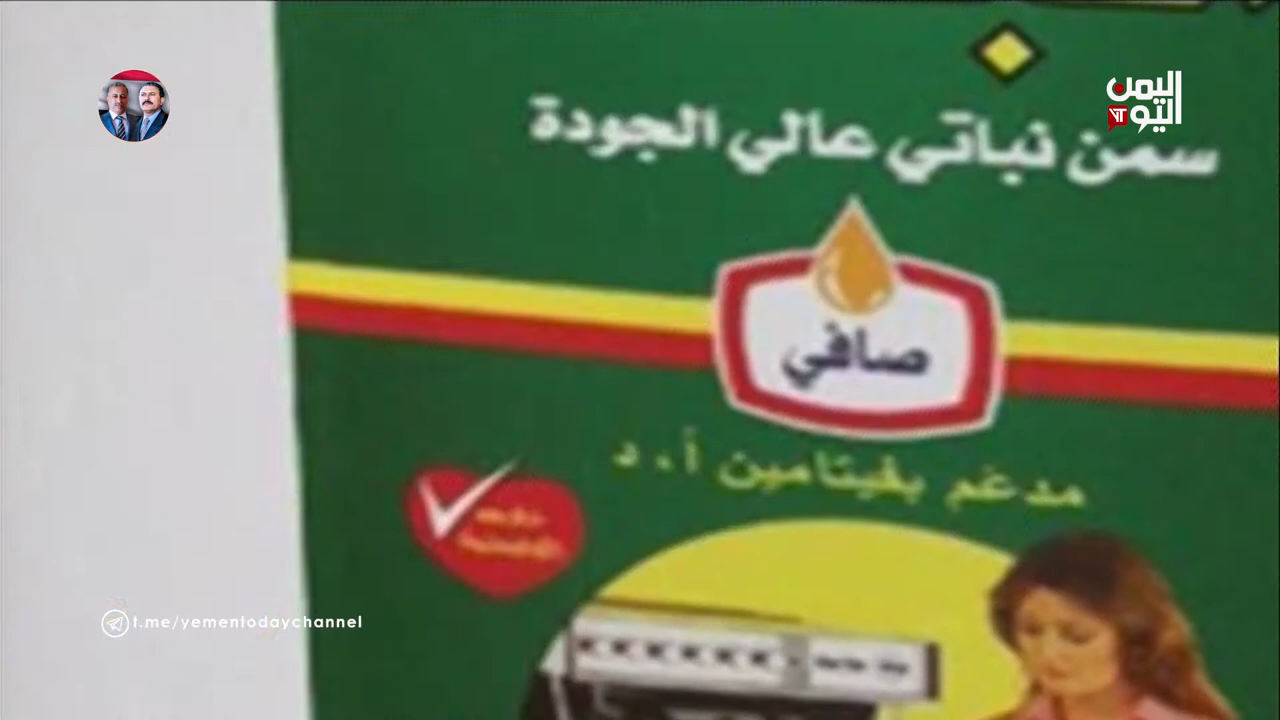 اليمن
اليوم
سمن نباتي عالي الجودة
صافي
مدعم بفيتامين أ، د
t.me/yementodaychannel